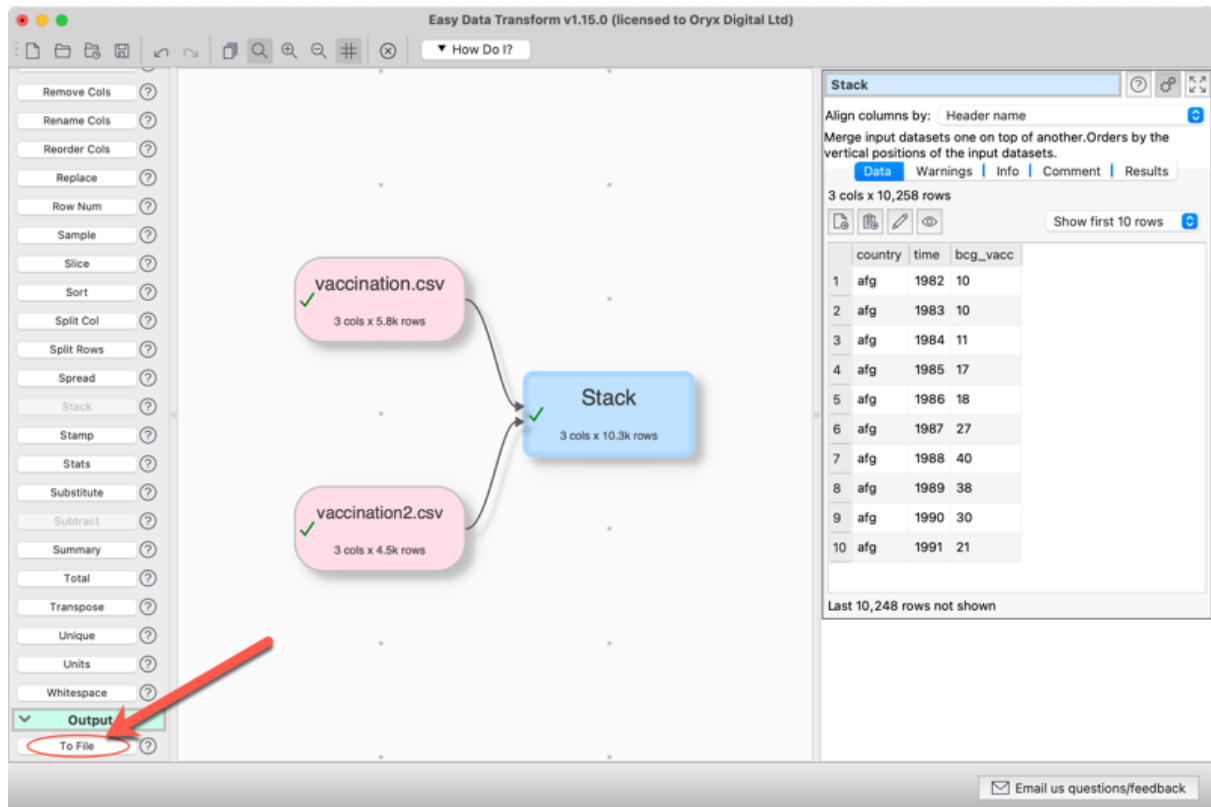 Easy Data Transform v1.15.0 (licensed to Oryx Digital Ltd)
▼ How Do I?
Remove Cols ?
Rename Cols ?
Reorder Cols ?
Replace ?
Row Num ?
Sample ?
Slice ?
Sort ?
Split Col ?
Split Rows ?
Spread ?
Stack ?
Stamp ?
Stats ?
Substitute ?
Subtract ?
Summary ?
Total ?
Transpose ?
Unique ?
Units ?
Whitespace ?
Output
To File ?
vaccination.csv
3 cols x 5.8k rows
Stack
3 cols x 10.3k rows
vaccination2.csv
3 cols x 4.5k rows
Stack ?
Align columns by: Header name
Merge input datasets one on top of another.Orders by the
vertical positions of the input datasets.
Data Warnings Info Comment Results
3 cols x 10,258 rows
Show first 10 rows
country time bcg_vacc
1 afg 1982 10
2 afg 1983 10
3 afg 1984 11
4 afg 1985 17
5 afg 1986 18
6 afg 1987 27
7 afg 1988 40
8 afg 1989 38
9 afg 1990 30
10 afg 1991 21
Last 10,248 rows not shown
Email us questions/feedback